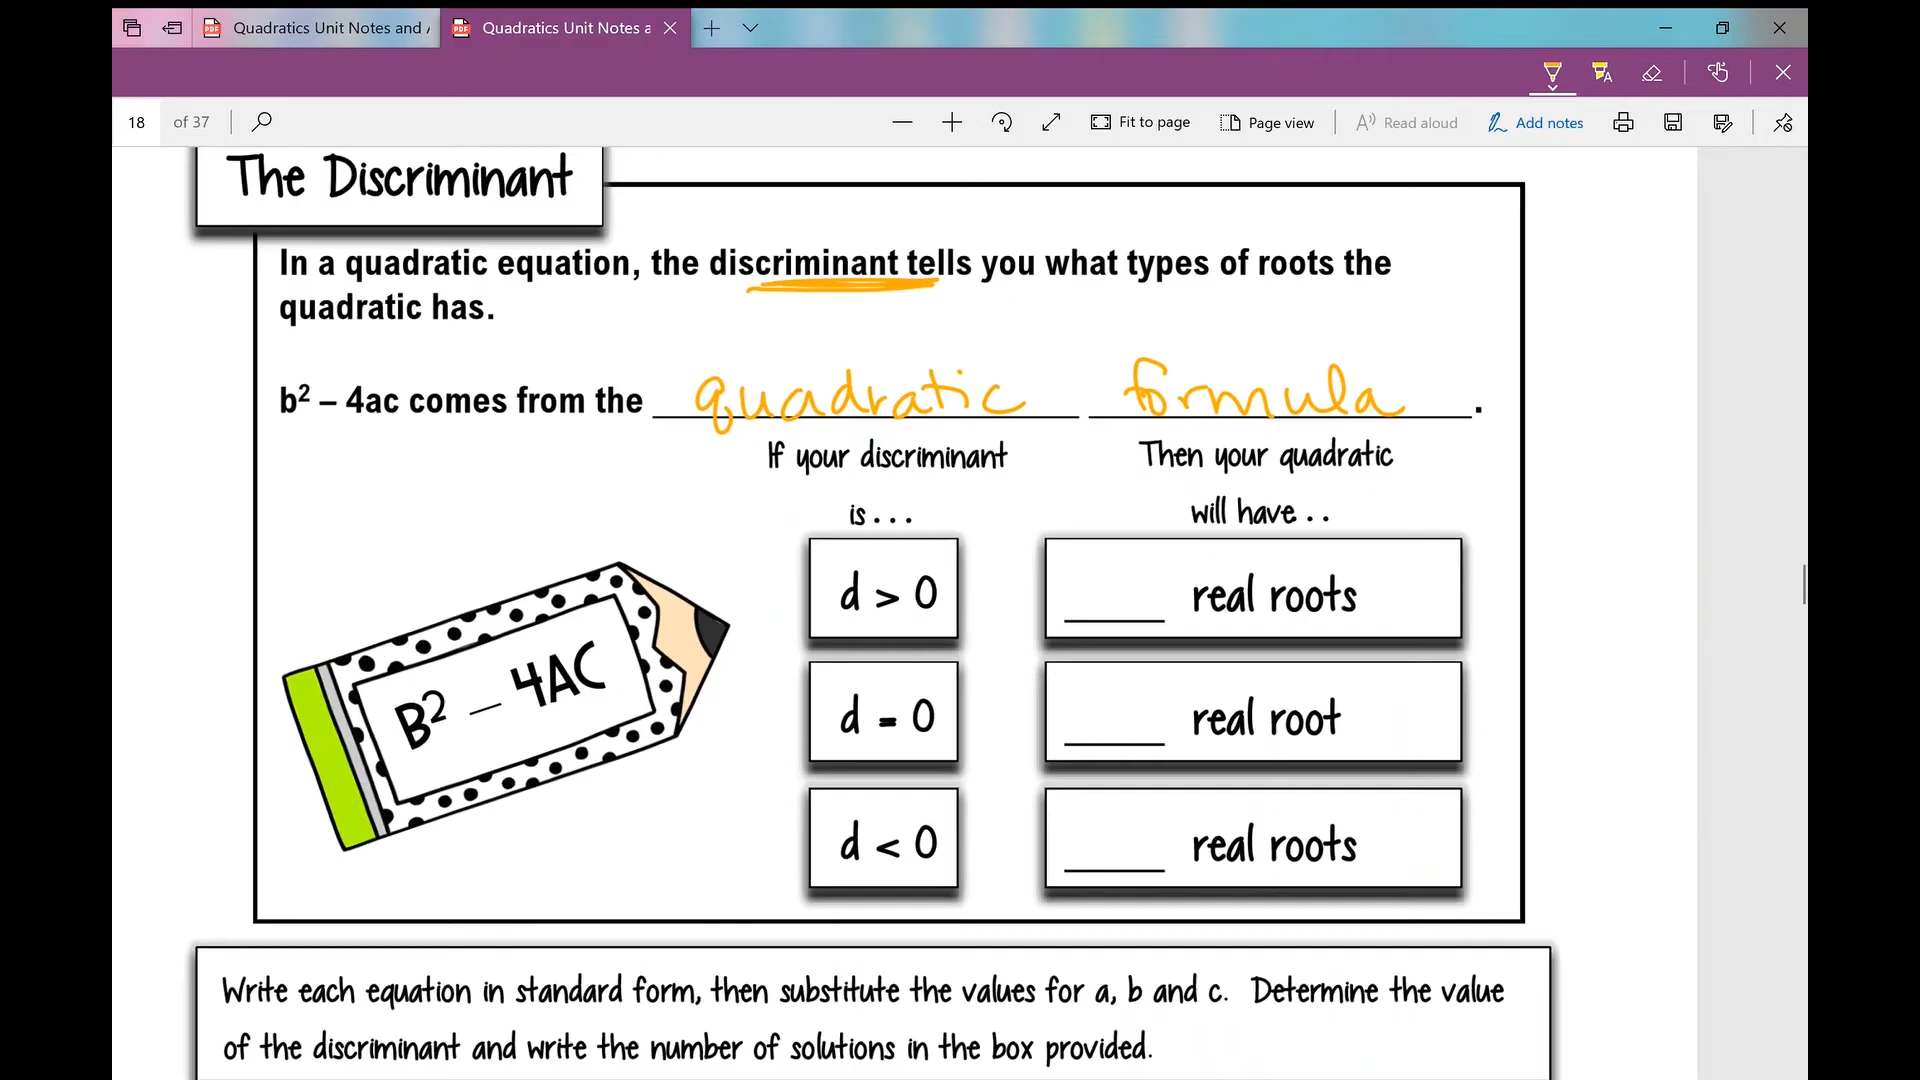 Quadratics Unit Notes and A
Quadratics Unit Notes a
18 of 37
Fit to page
Page view
Read aloud
Add notes
The Discriminant
In a quadratic equation, the discriminant tells you what types of roots the
quadratic has.
b² – 4ac comes from the quadratic formula.
If your discriminant
is...
Then your quadratic
will have..
d > 0
____ real roots
d = 0
____ real root
d < 0
____ real roots
B² – 4AC
Write each equation in standard form, then substitute the values for a, b and c. Determine the value
of the discriminant and write the number of solutions in the box provided.